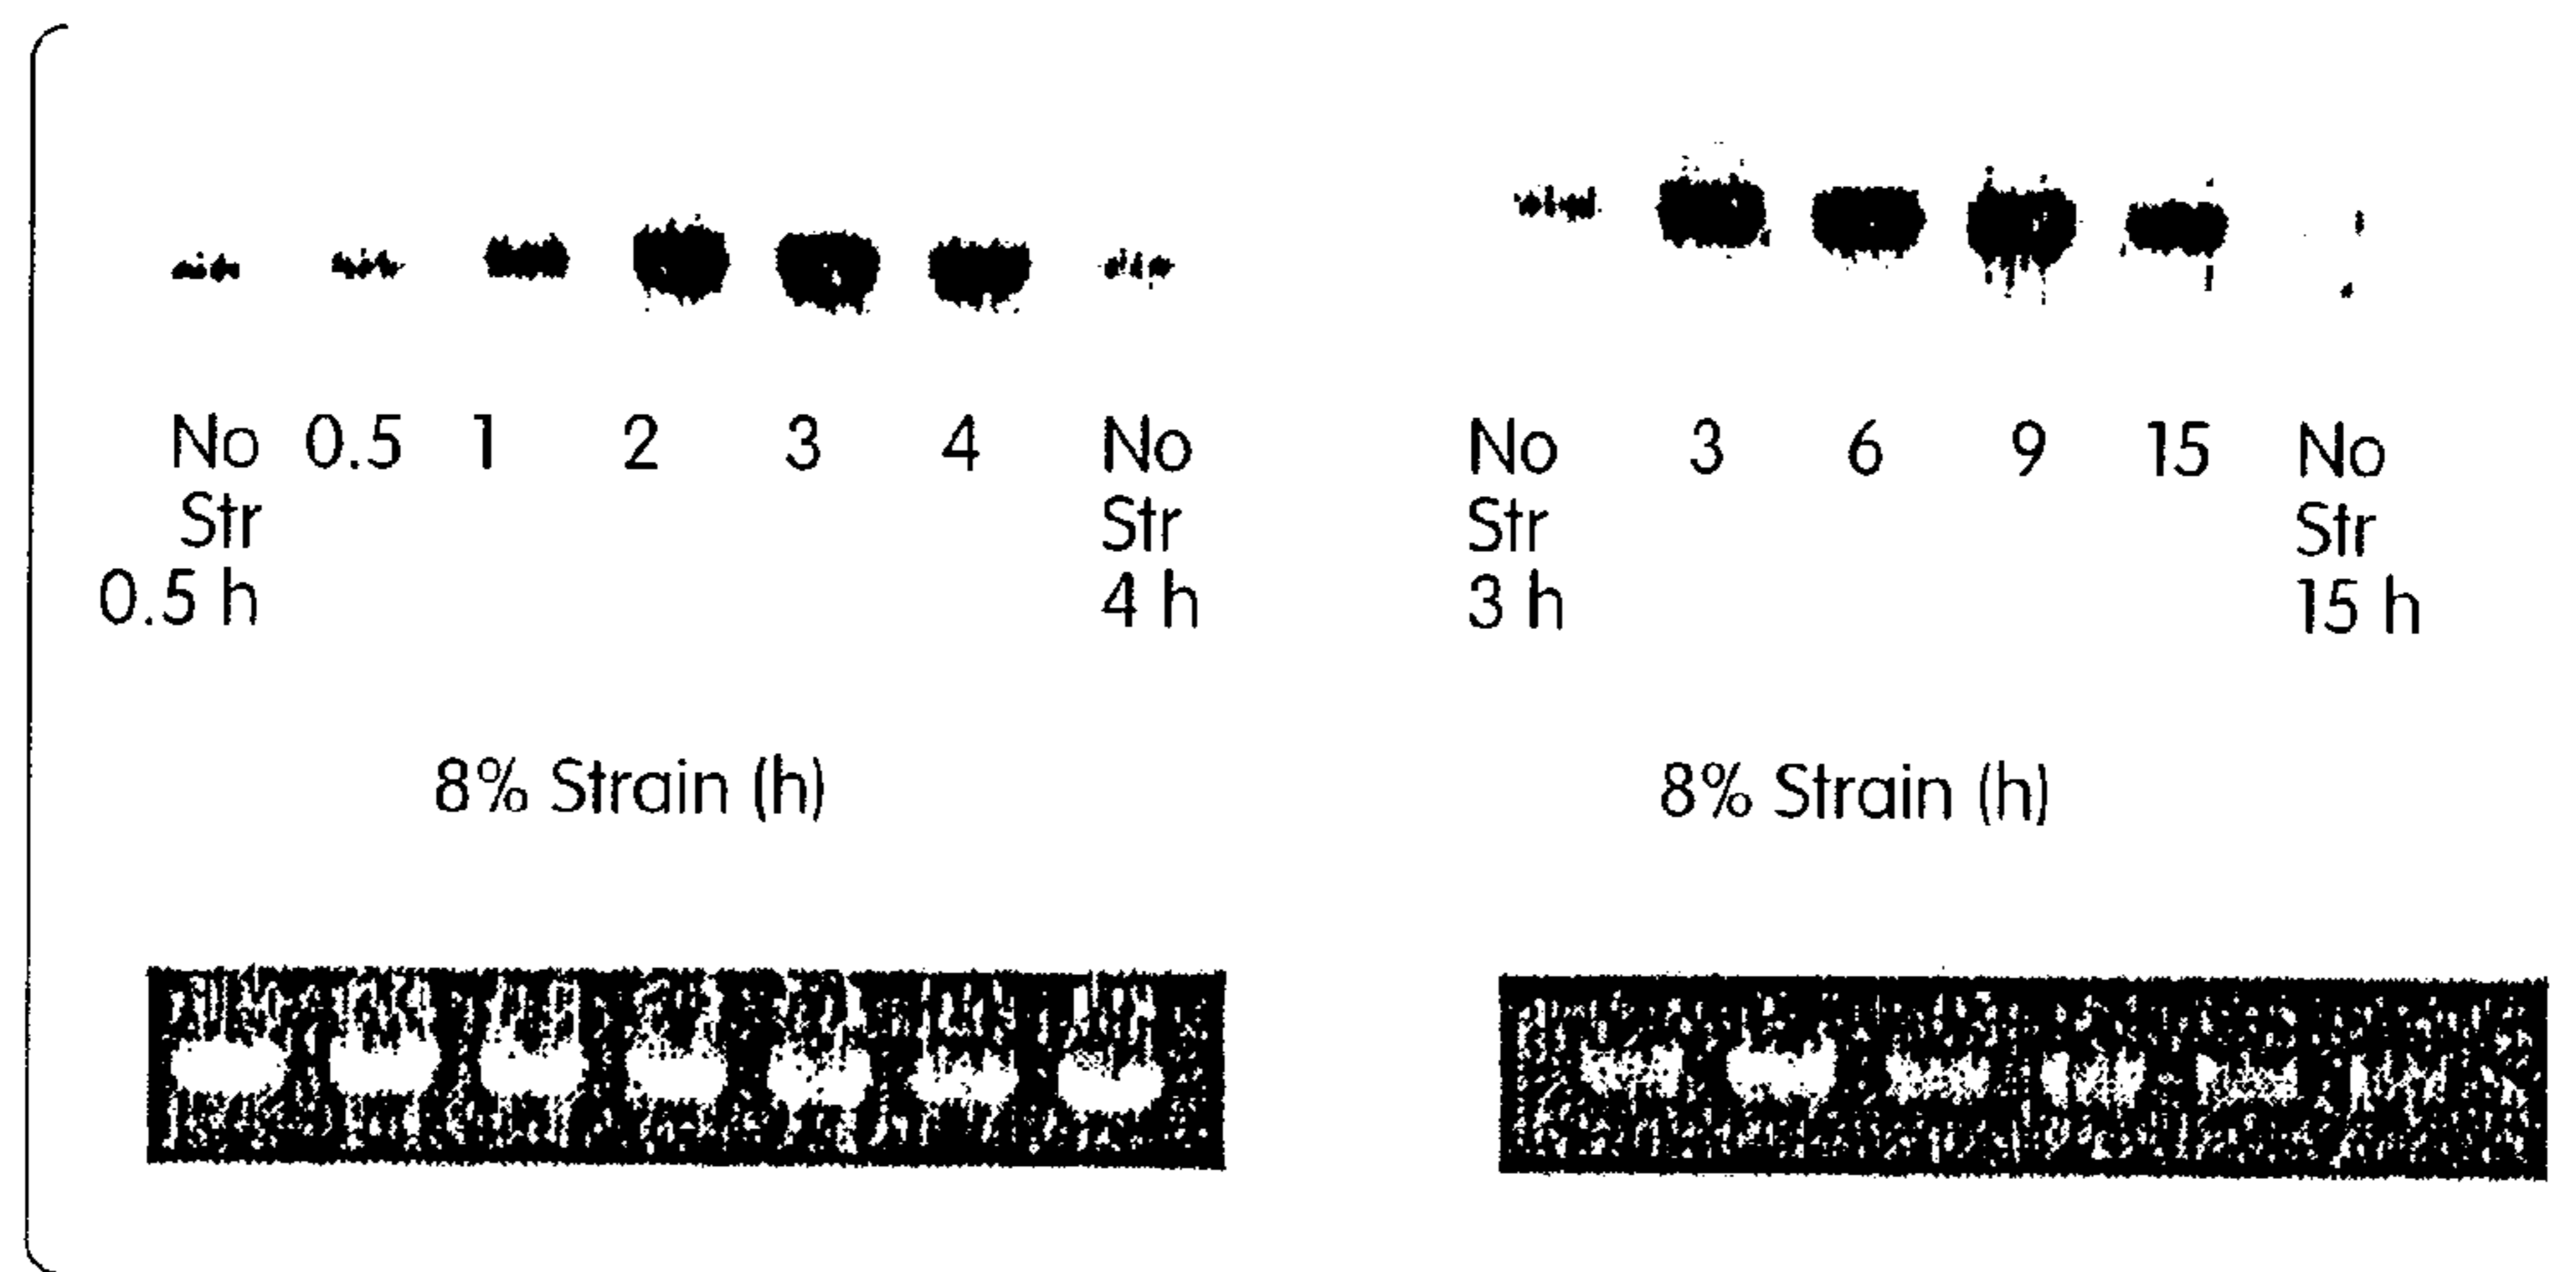 No 0.5 1 2 3 4 No
Str Str
0.5 h 4 h
8% Strain (h)
No 3 6 9 15 No
Str Str
3 h 15 h
8% Strain (h)